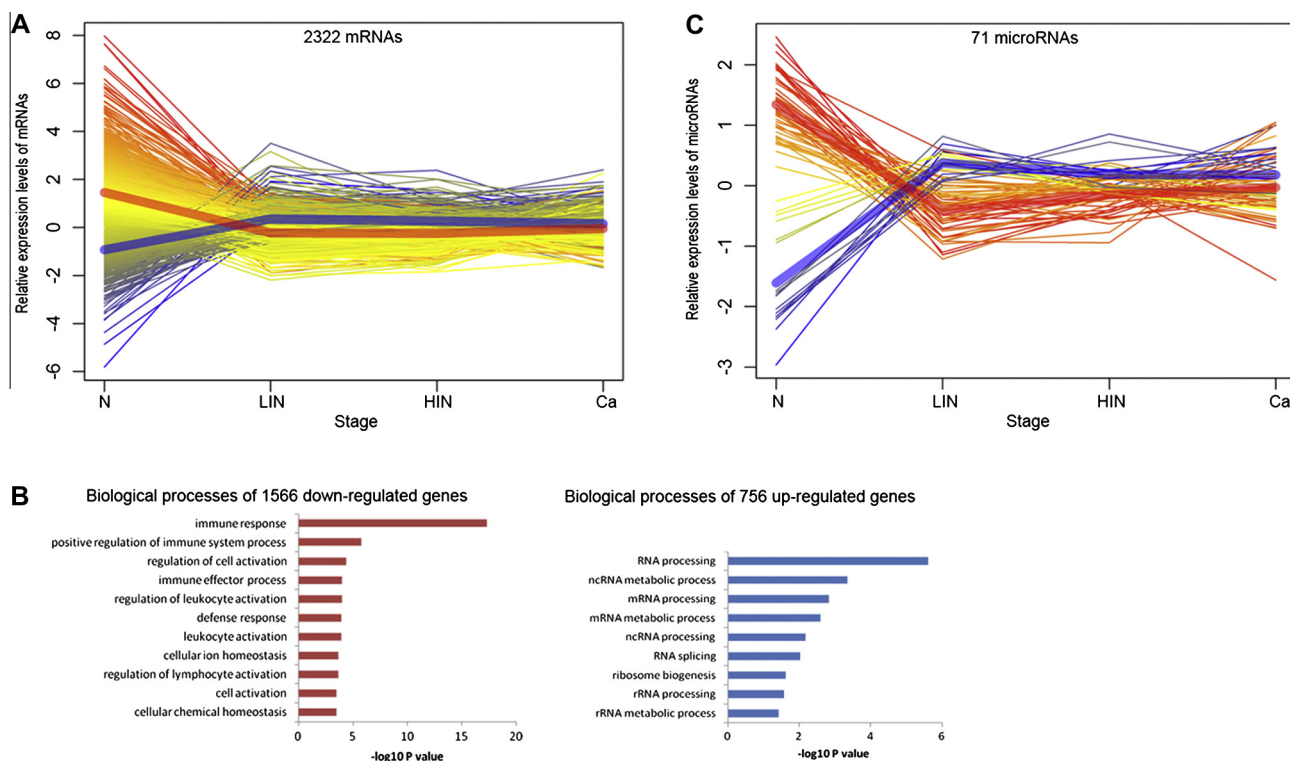 A
2322 mRNAs
Relative expression levels of mRNAs
8
6
4
2
0
-2
-4
-6
N LIN HIN Ca
Stage
C
71 microRNAs
Relative expression levels of microRNAs
2
1
0
-1
-2
-3
N LIN HIN Ca
Stage
B
Biological processes of 1566 down-regulated genes
immune response
positive regulation of immune system process
regulation of cell activation
immune effector process
regulation of leukocyte activation
defense response
leukocyte activation
cellular ion homeostasis
regulation of lymphocyte activation
cell activation
cellular chemical homeostasis
0 5 10 15 20
-log10 P value
Biological processes of 756 up-regulated genes
RNA processing
ncRNA metabolic process
mRNA processing
mRNA metabolic process
ncRNA processing
RNA splicing
ribosome biogenesis
rRNA processing
rRNA metabolic process
0 2 4 6
-log10 P value